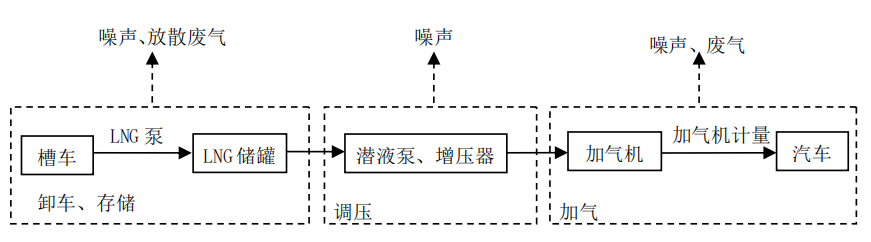 噪声、放散废气
噪声
噪声、废气
槽车
LNG 泵
LNG 储罐
潜液泵、增压器
加气机
加气机计量
汽车
卸车、存储
调压
加气